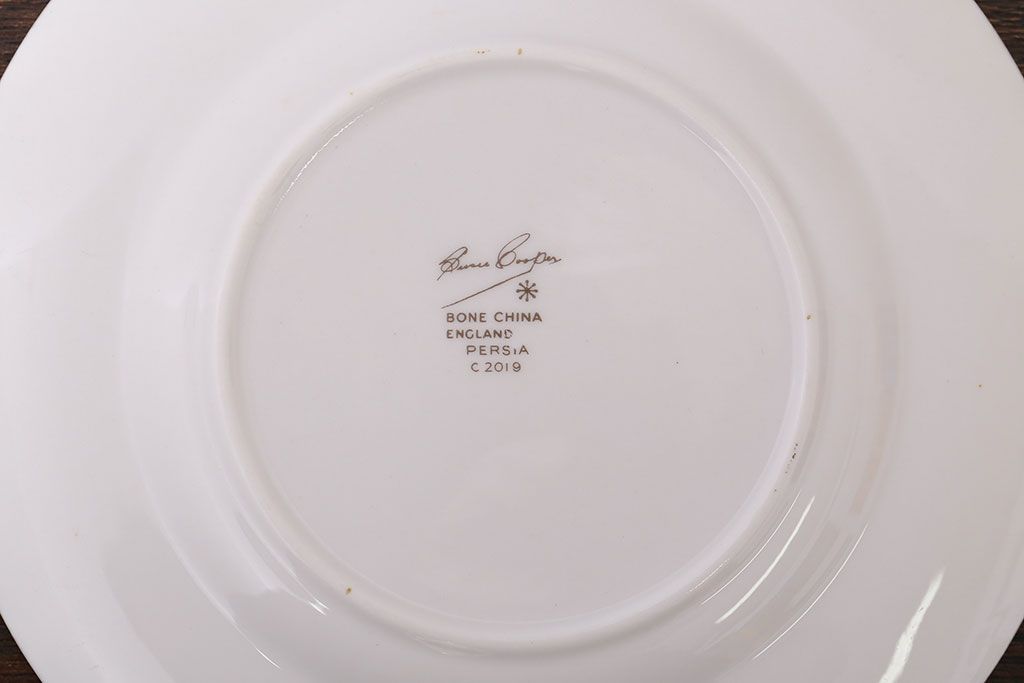 Susie Cooper
BONE CHINA
ENGLAND
PERSIA
C 2019